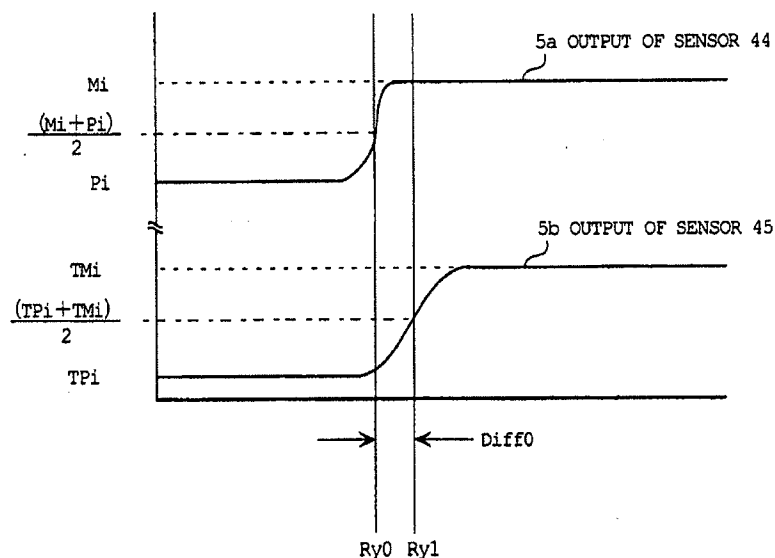 5a OUTPUT OF SENSOR 44
Mi
(Mi+Pi)
2
Pi
5b OUTPUT OF SENSOR 45
TMi
(TPi+TMi)
2
TPi
Diff0
Ry0 Ry1